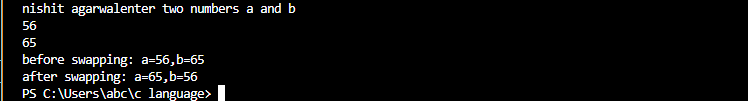 nishit agarwalenter two numbers a and b
56
65
before swapping: a=56,b=65
after swapping: a=65,b=56
PS C:\Users\abc\c language>